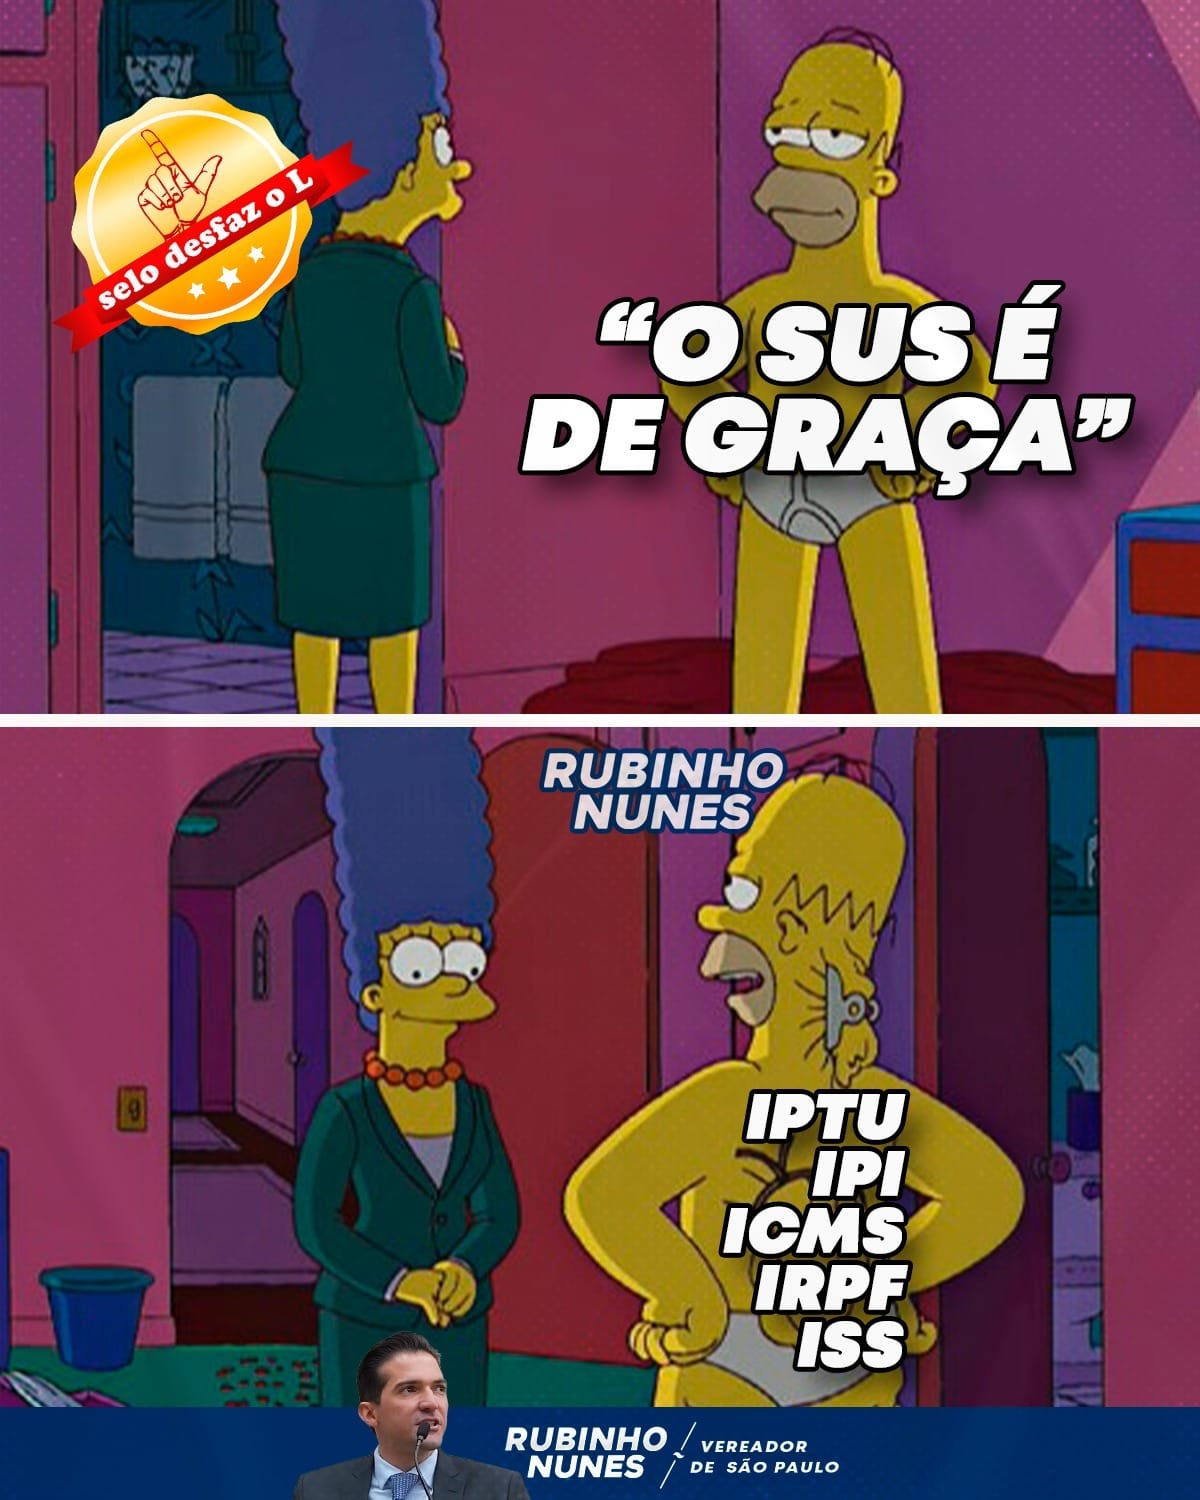 selo desfaz o L
“O SUS É
DE GRAÇA”
RUBINHO
NUNES
IPTU
IPI
ICMS
IRPF
ISS
RUBINHO
NUNES
VEREADOR
DE SÃO PAULO